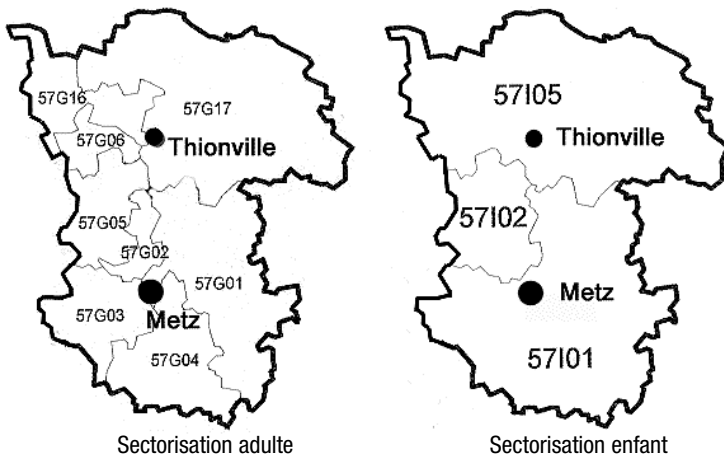 57G16
57G17
57G06
Thionville
57G05
57G02
57G01
57G03
Metz
57G04
Sectorisation adulte
57I05
Thionville
57I02
Metz
57I01
Sectorisation enfant